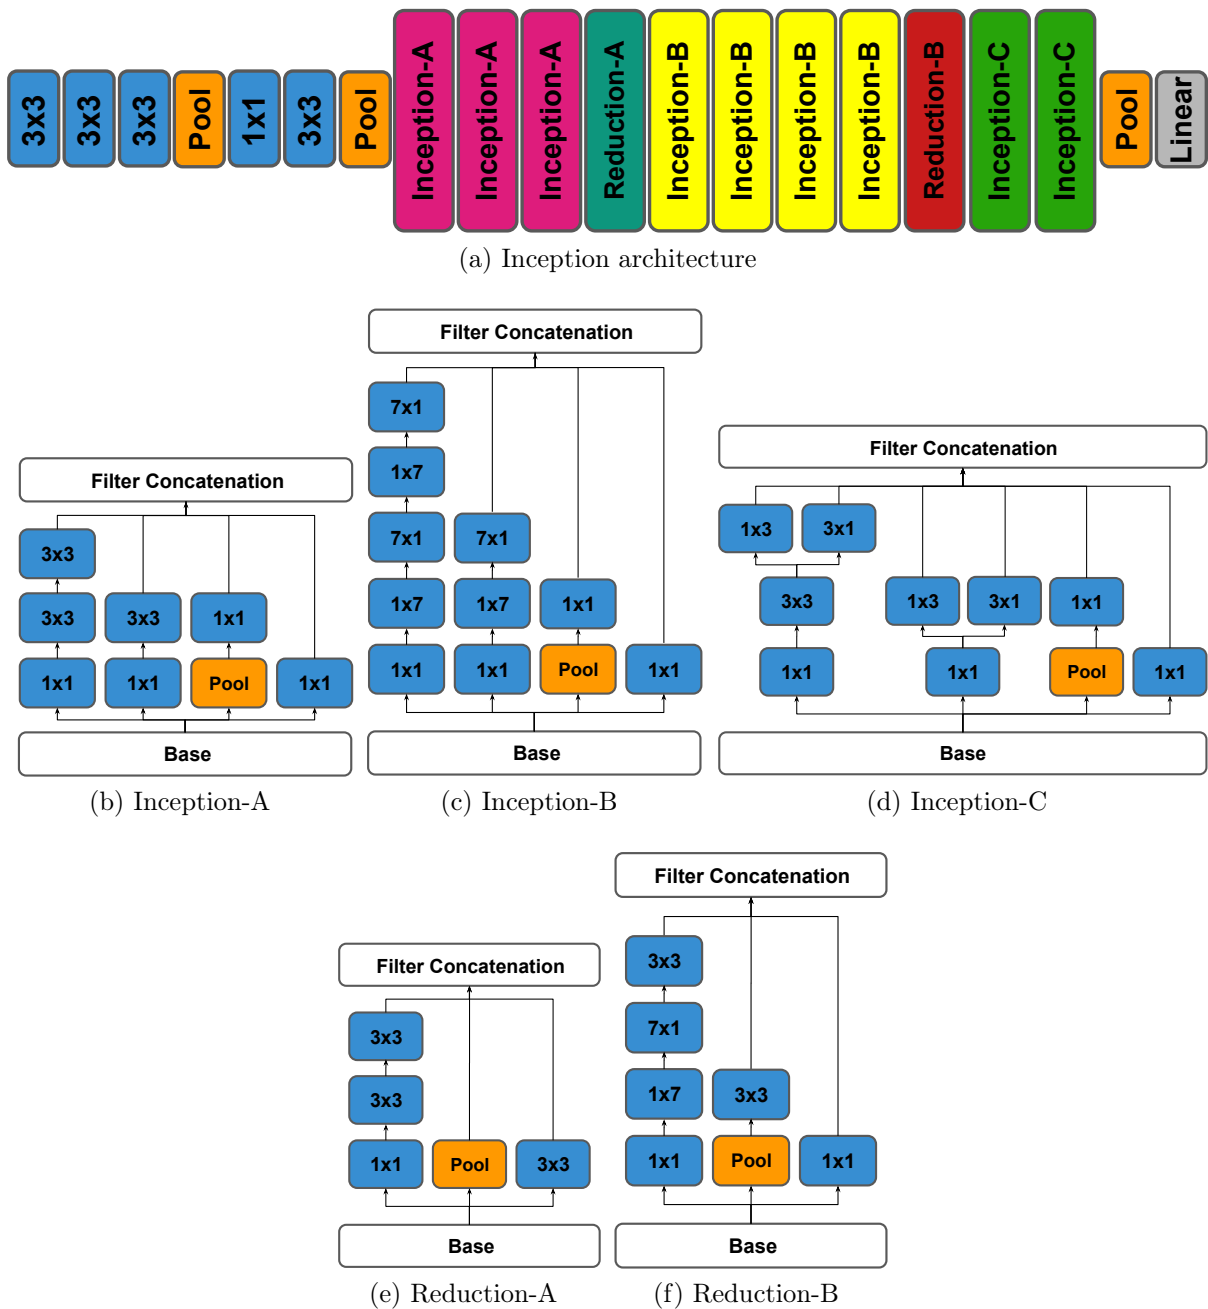 3x3 3x3 3x3 Pool 1x1 3x3 Pool Inception-A Inception-A Inception-A Reduction-A Inception-B Inception-B Inception-B Inception-B Reduction-B Inception-C Inception-C Pool Linear
(a) Inception architecture
Filter Concatenation
3x3
3x3 3x3 1x1
1x1 1x1 Pool 1x1
Base
(b) Inception-A
Filter Concatenation
7x1
1x7
7x1 7x1
1x7 1x7 1x1
1x1 1x1 Pool 1x1
Base
(c) Inception-B
Filter Concatenation
1x3 3x1
3x3 1x3 3x1 1x1
1x1 1x1 Pool 1x1
Base
(d) Inception-C
Filter Concatenation
3x3
3x3
1x1 Pool 3x3
Base
(e) Reduction-A
Filter Concatenation
3x3
7x1
1x7 3x3
1x1 Pool 1x1
Base
(f) Reduction-B